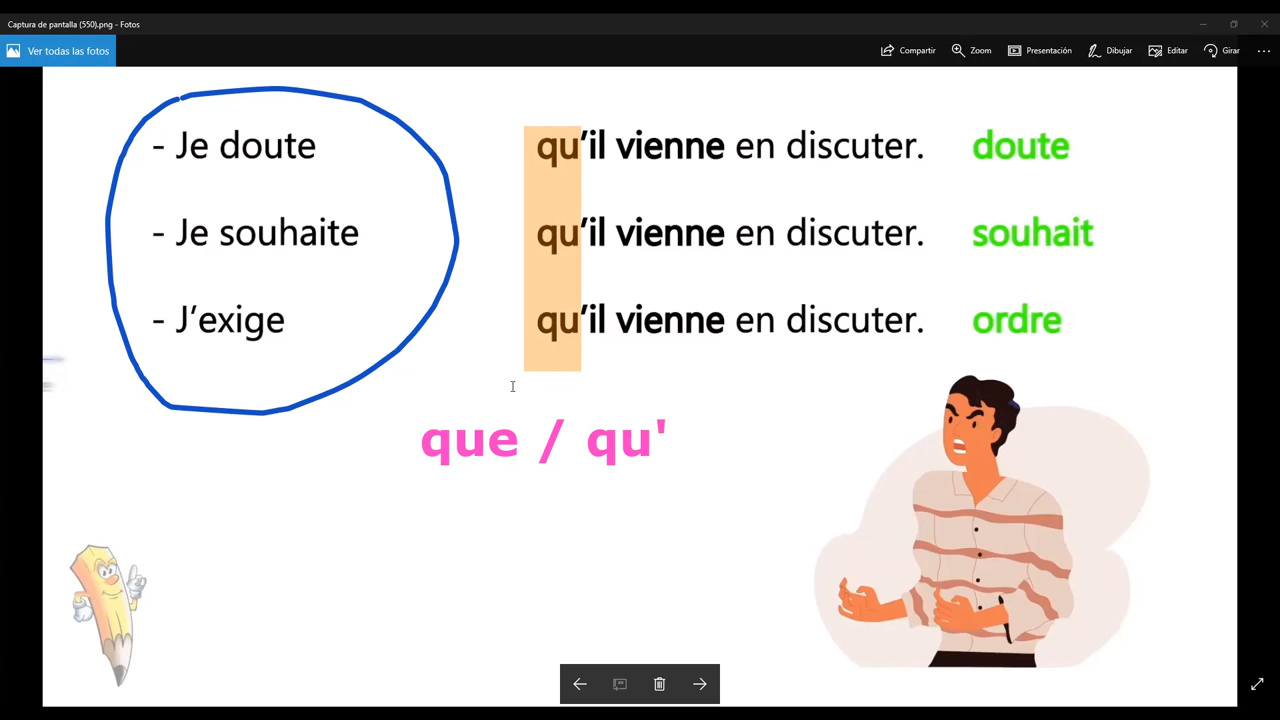 Captura de pantalla (550).png - Fotos
Ver todas las fotos
Compartir
Zoom
Presentación
Dibujar
Editar
Girar
- Je doute qu’il vienne en discuter. doute
- Je souhaite qu’il vienne en discuter. souhait
- J’exige qu’il vienne en discuter. ordre
que / qu'